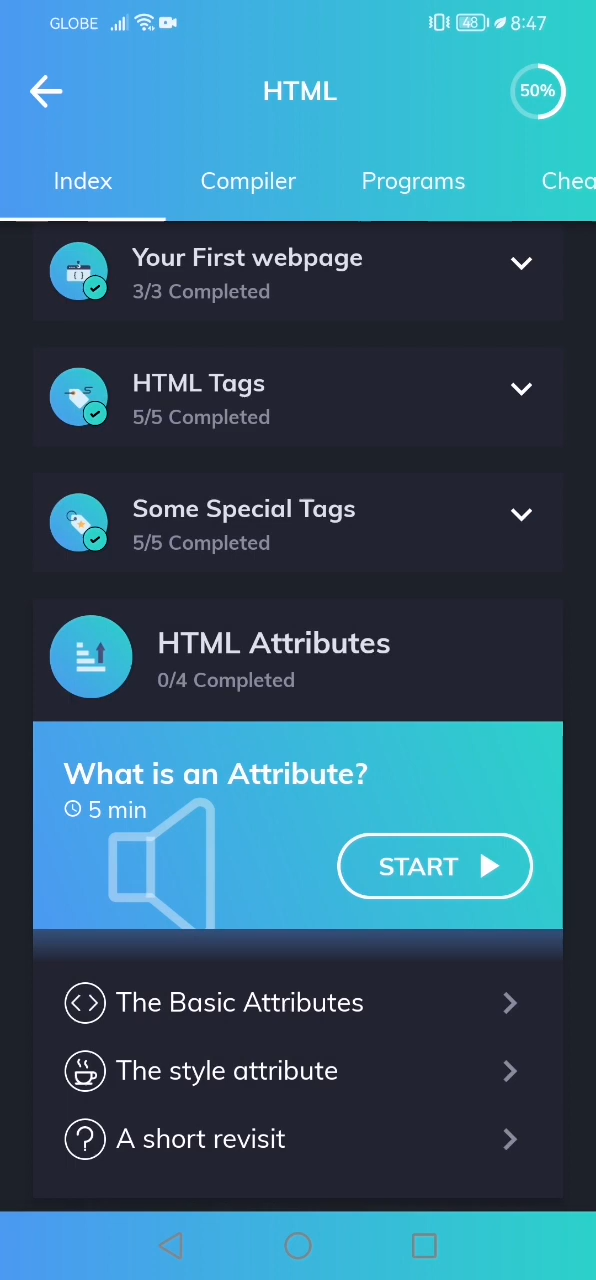 GLOBE 48 8:47
HTML 50%
Index Compiler Programs Chea
Your First webpage
3/3 Completed
HTML Tags
5/5 Completed
Some Special Tags
5/5 Completed
HTML Attributes
0/4 Completed
What is an Attribute?
5 min
START
The Basic Attributes
The style attribute
A short revisit